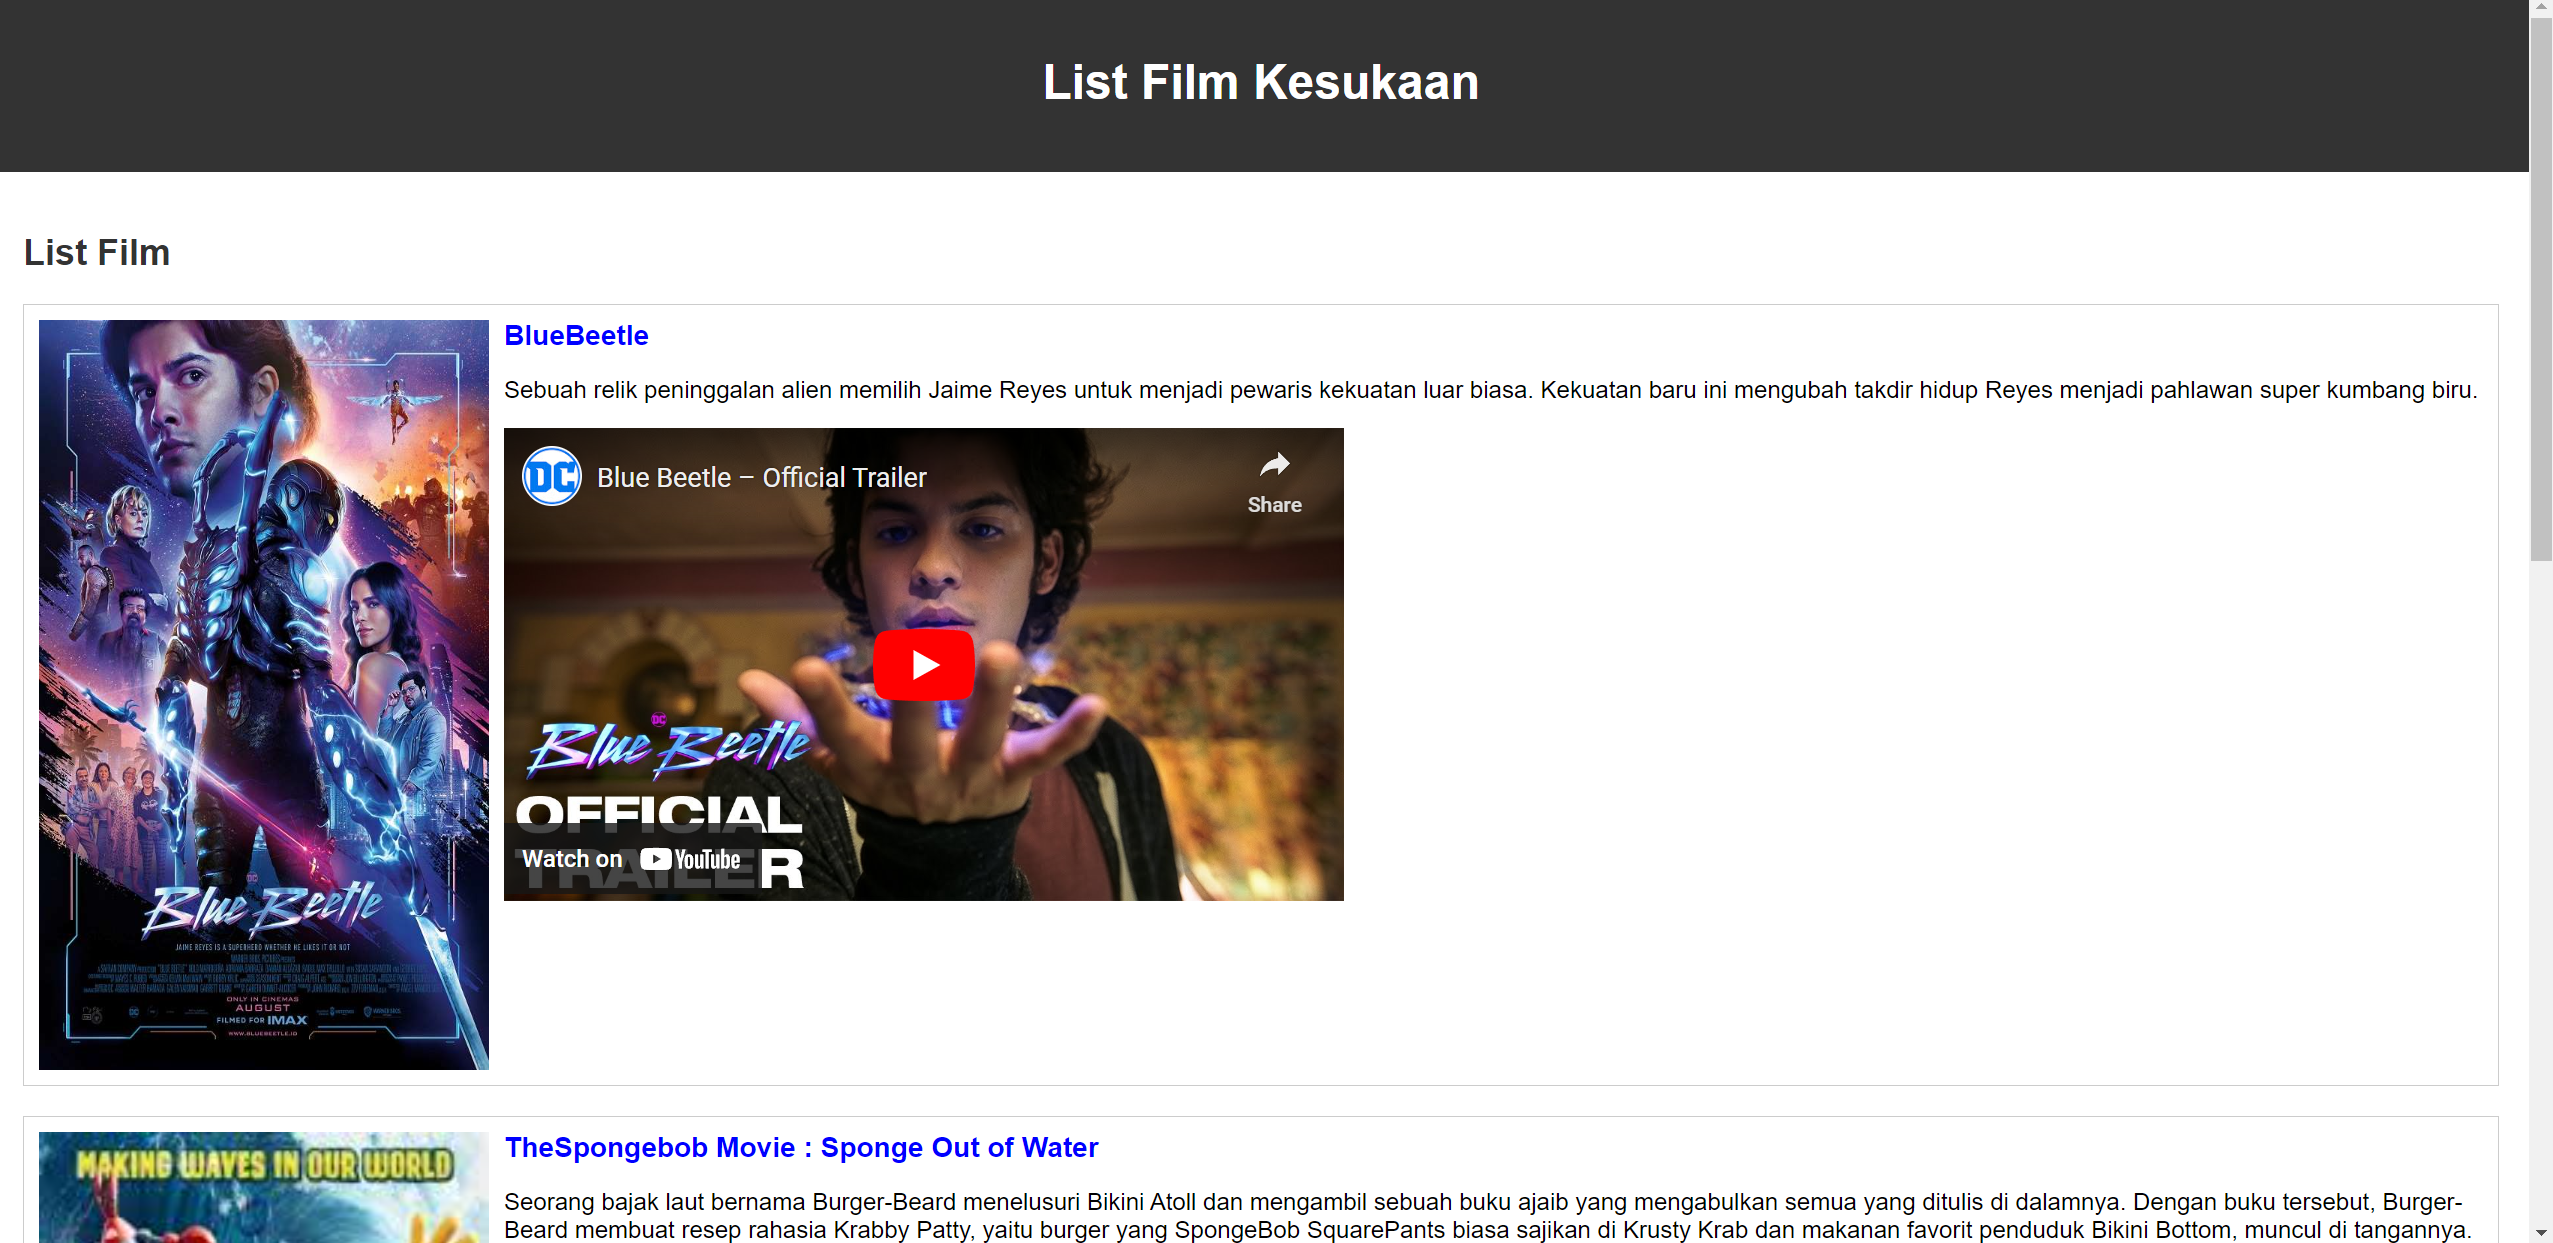 List Film Kesukaan
List Film
BlueBeetle
Sebuah relik peninggalan alien memilih Jaime Reyes untuk menjadi pewaris kekuatan luar biasa. Kekuatan baru ini mengubah takdir hidup Reyes menjadi pahlawan super kumbang biru.
DC
Blue Beetle – Official Trailer
Share
DC
Blue Beetle
OFFICIAL
TRAILER
Watch on YouTube
DC
Blue Beetle
JAIME REYES IS A SUPERHERO WHETHER HE LIKES IT OR NOT
ONLY IN CINEMAS
AUGUST
FILMED FOR IMAX
WWW.BLUEBEETLE.ID
TheSpongebob Movie : Sponge Out of Water
MAKING WAVES IN OUR WORLD
Seorang bajak laut bernama Burger-Beard menelusuri Bikini Atoll dan mengambil sebuah buku ajaib yang mengabulkan semua yang ditulis di dalamnya. Dengan buku tersebut, Burger-
Beard membuat resep rahasia Krabby Patty, yaitu burger yang SpongeBob SquarePants biasa sajikan di Krusty Krab dan makanan favorit penduduk Bikini Bottom, muncul di tangannya.